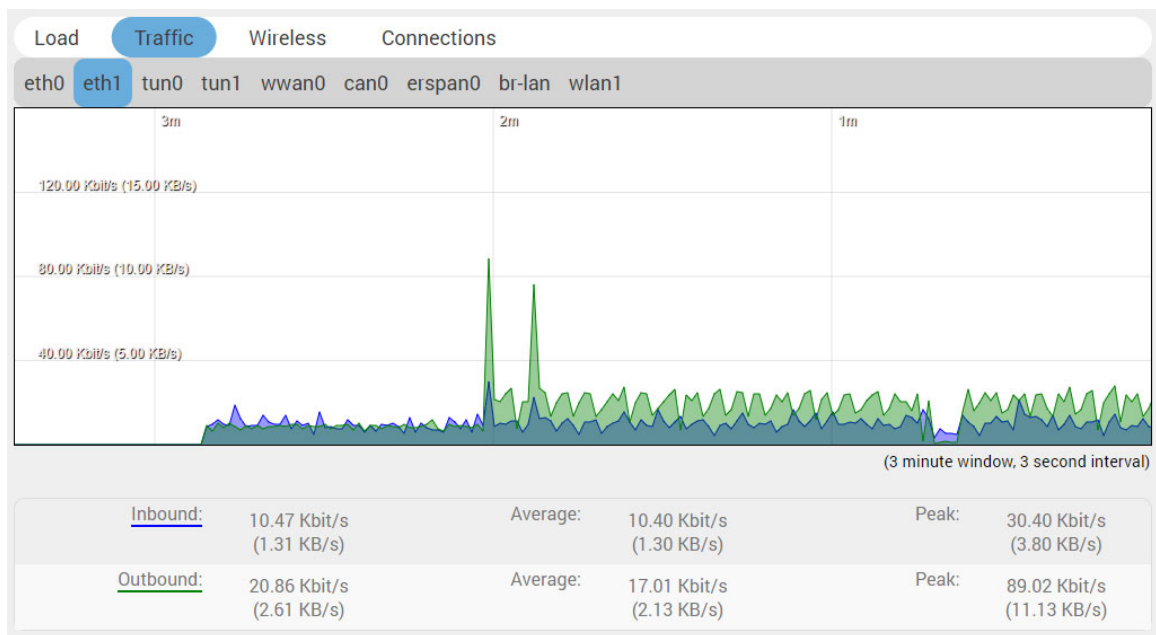 Load Traffic Wireless Connections
eth0 eth1 tun0 tun1 wwan0 can0 erspan0 br-lan wlan1
3m 2m 1m
120.00 Kbit/s (15.00 KB/s)
80.00 Kbit/s (10.00 KB/s)
40.00 Kbit/s (5.00 KB/s)
(3 minute window, 3 second interval)
Inbound: 10.47 Kbit/s Average: 10.40 Kbit/s Peak: 30.40 Kbit/s
(1.31 KB/s) (1.30 KB/s) (3.80 KB/s)
Outbound: 20.86 Kbit/s Average: 17.01 Kbit/s Peak: 89.02 Kbit/s
(2.61 KB/s) (2.13 KB/s) (11.13 KB/s)